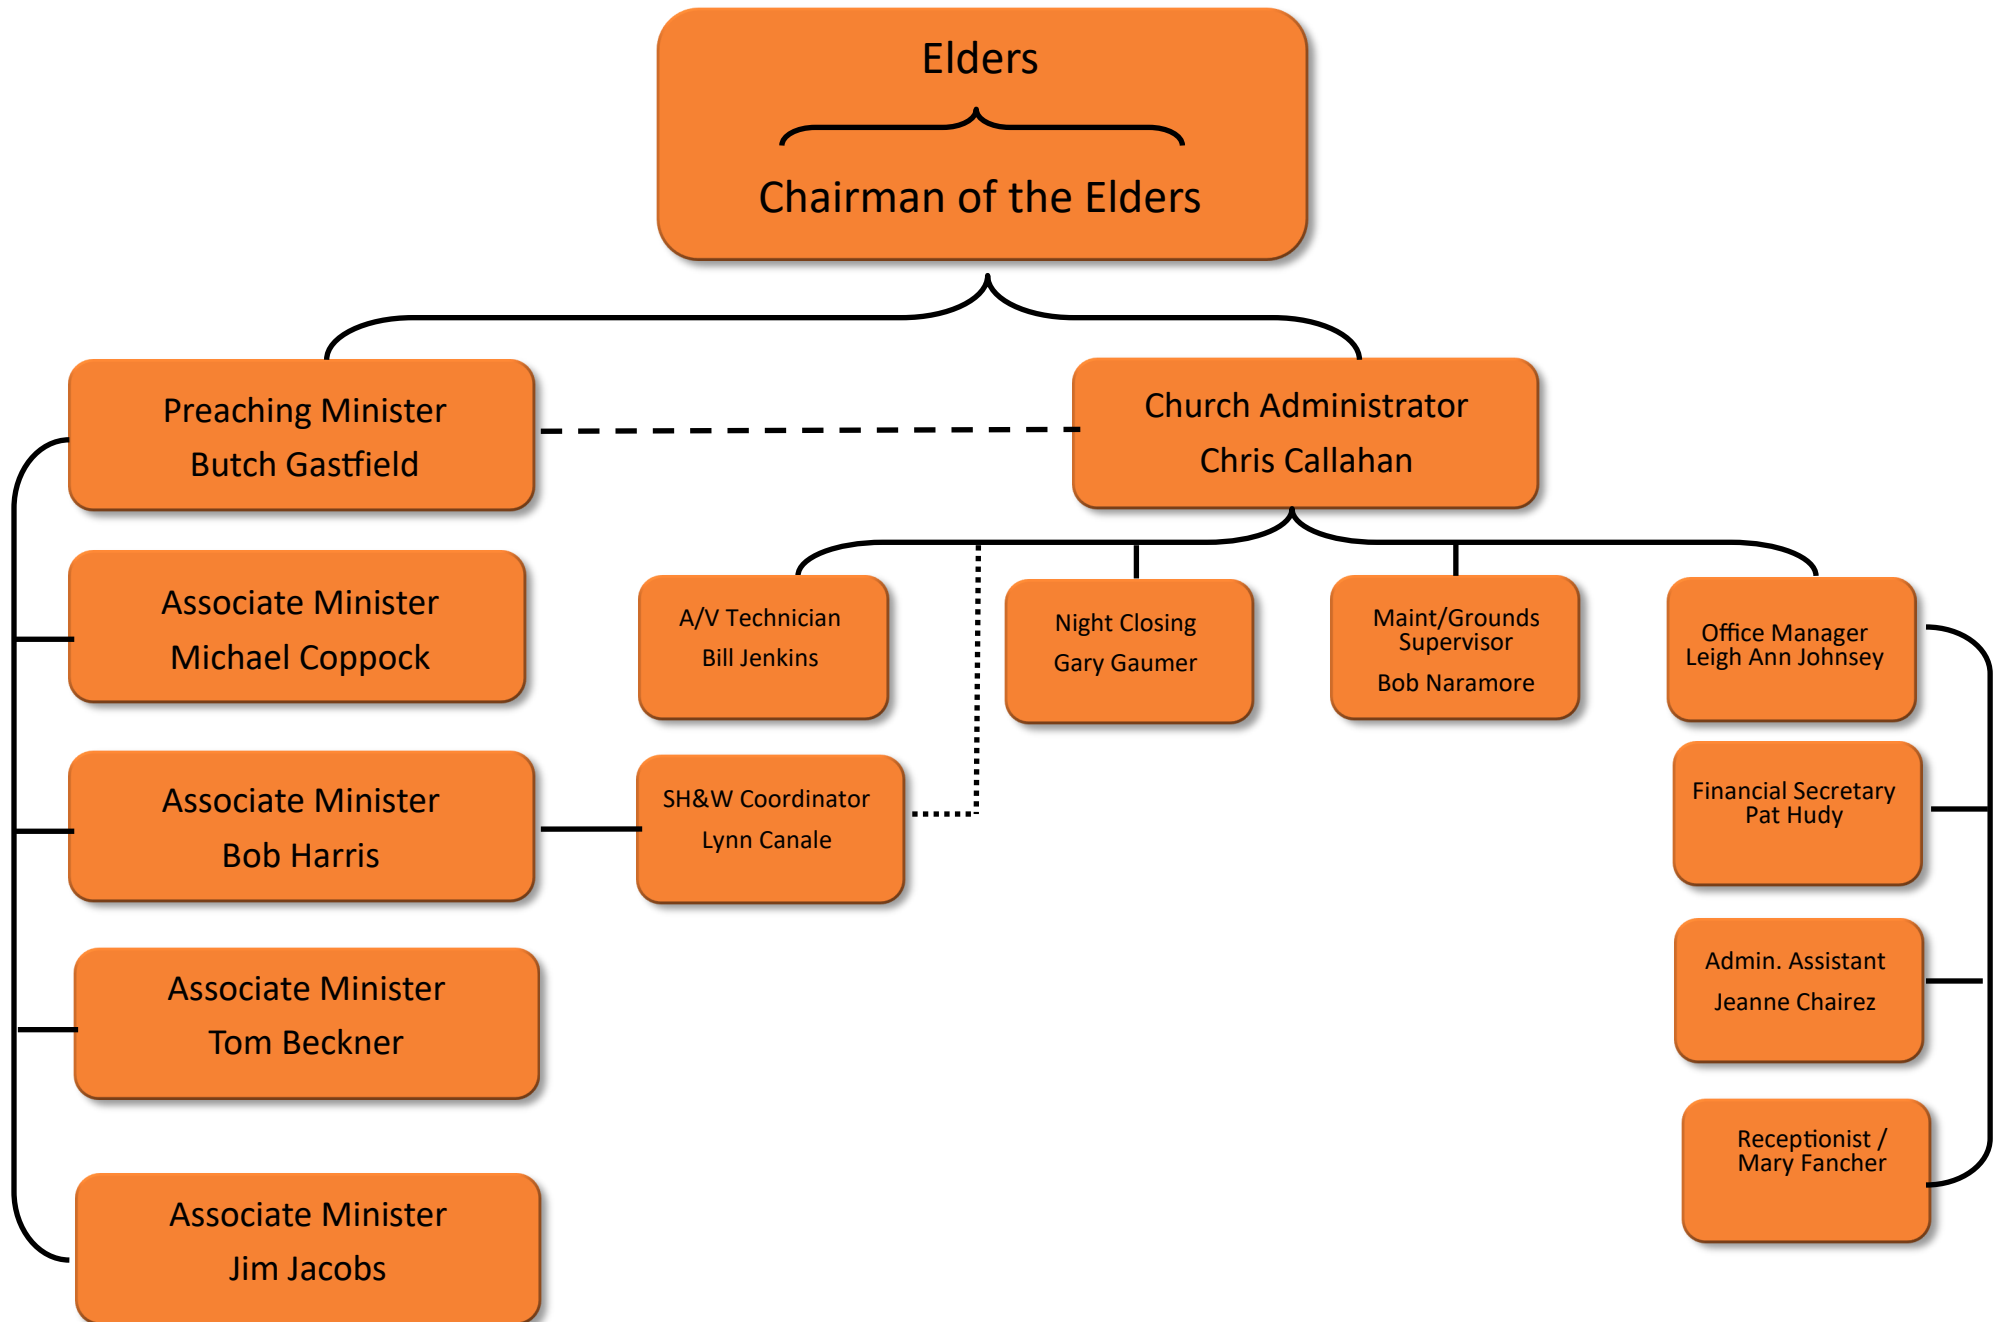 Elders
Chairman of the Elders
Preaching Minister
Butch Gastfield
Church Administrator
Chris Callahan
Associate Minister
Michael Coppock
A/V Technician
Bill Jenkins
Night Closing
Gary Gaumer
Maint/Grounds
Supervisor
Bob Naramore
Office Manager
Leigh Ann Johnsey
Associate Minister
Bob Harris
SH&W Coordinator
Lynn Canale
Financial Secretary
Pat Hudy
Associate Minister
Tom Beckner
Admin. Assistant
Jeanne Chairez
Associate Minister
Jim Jacobs
Receptionist /
Mary Fancher